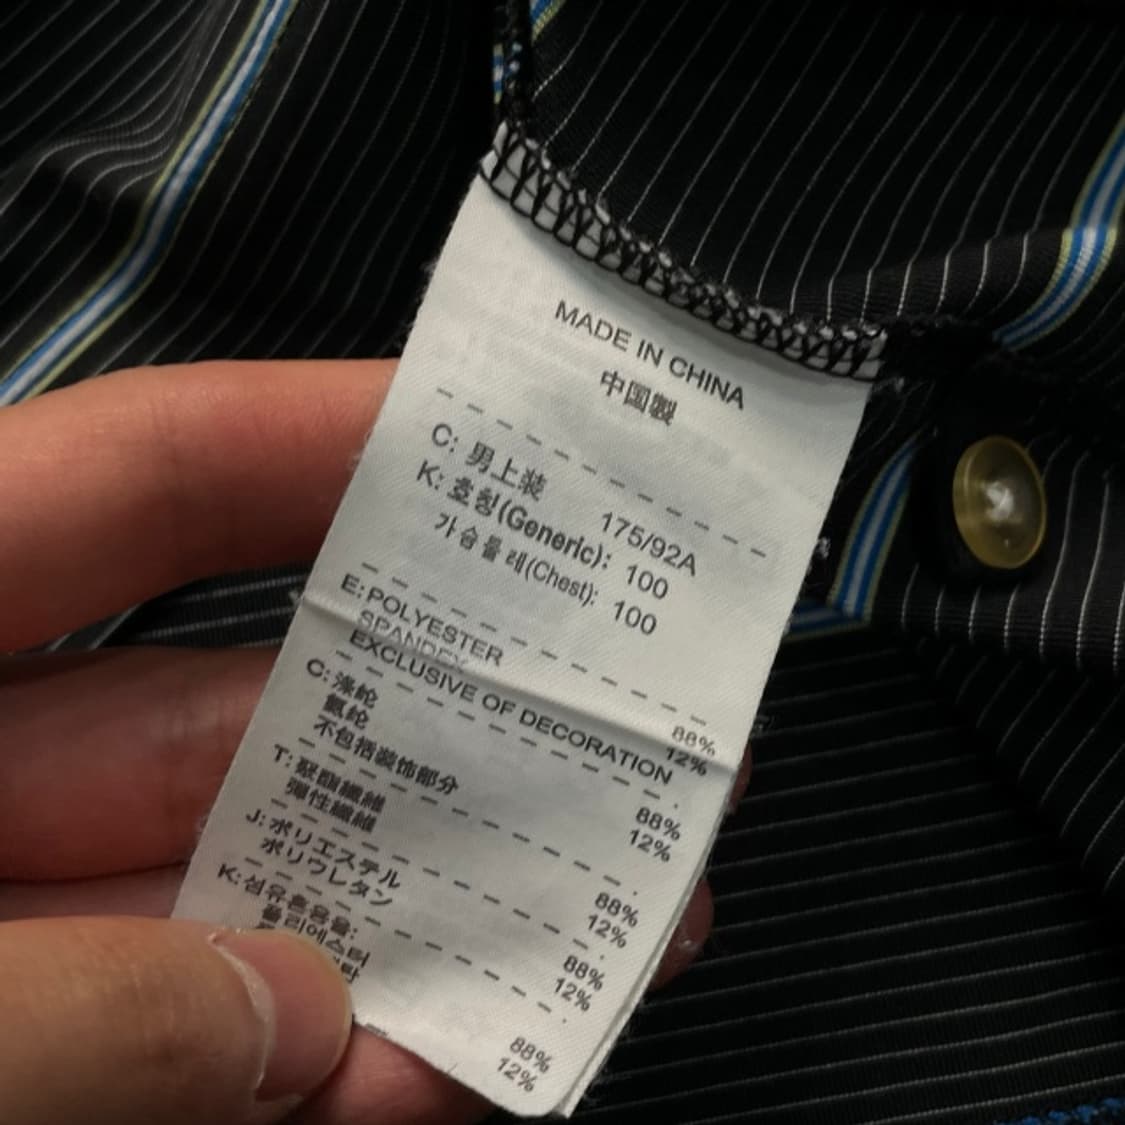 MADE IN CHINA
中国製
C: 男上装 175/92A
K: 호칭(Generic): 100
가슴둘레(Chest): 100
E: POLYESTER 88%
SPANDEX 12%
EXCLUSIVE OF DECORATION
C: 涤纶 88%
氨纶 12%
不包括装饰部分
T: 聚酯纖維 88%
彈性纖維 12%
J: ポリエステル 88%
ポリウレタン 12%
K: 섬유혼용율:
폴리에스터 88%
12%